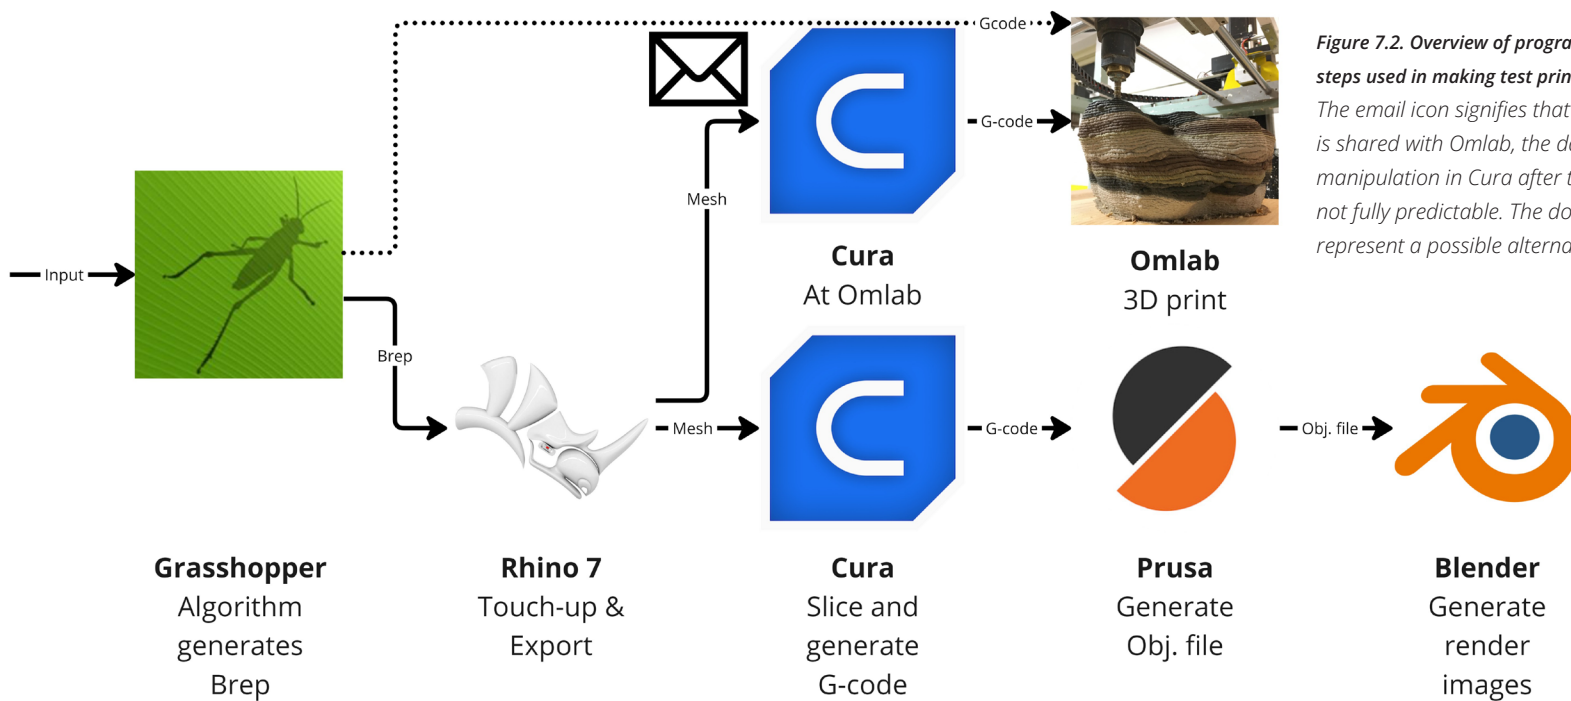 Gcode
Figure 7.2. Overview of progra
steps used in making test prin
The email icon signifies that
is shared with Omlab, the d
manipulation in Cura after t
not fully predictable. The do
represent a possible alterna
G-code
Mesh
Cura
At Omlab
Omlab
3D print
Input
Brep
Mesh
G-code
Obj. file
Grasshopper
Algorithm
generates
Brep
Rhino 7
Touch-up &
Export
Cura
Slice and
generate
G-code
Prusa
Generate
Obj. file
Blender
Generate
render
images